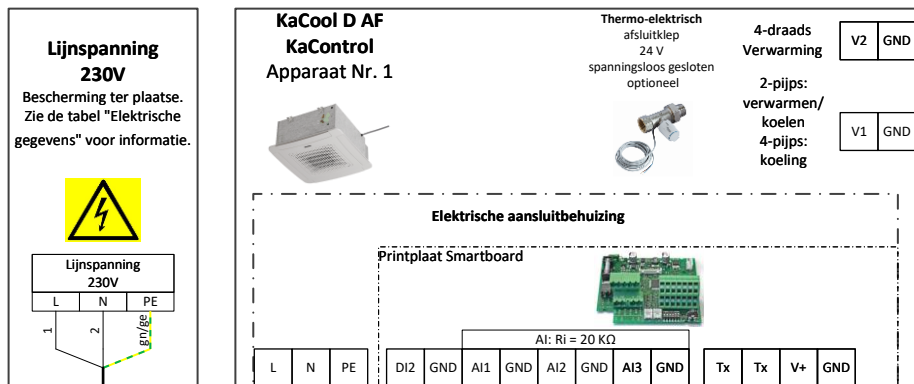 Lijnspanning
230V
Bescherming ter plaatse.
Zie de tabel "Elektrische
gegevens" voor informatie.
Lijnspanning
230V
L N PE
1
2
gn/ge
KaCool D AF
KaControl
Apparaat Nr. 1
Thermo-elektrisch
afsluitklep
24 V
spanningsloos gesloten
optioneel
4-draads
Verwarming
V2 GND
2-pijps:
verwarmen/
koelen
4-pijps:
koeling
V1 GND
Elektrische aansluitbehuizing
Printplaat Smartboard
AI: Ri = 20 KΩ
L N PE DI2 GND AI1 GND AI2 GND AI3 GND Tx Tx V+ GND